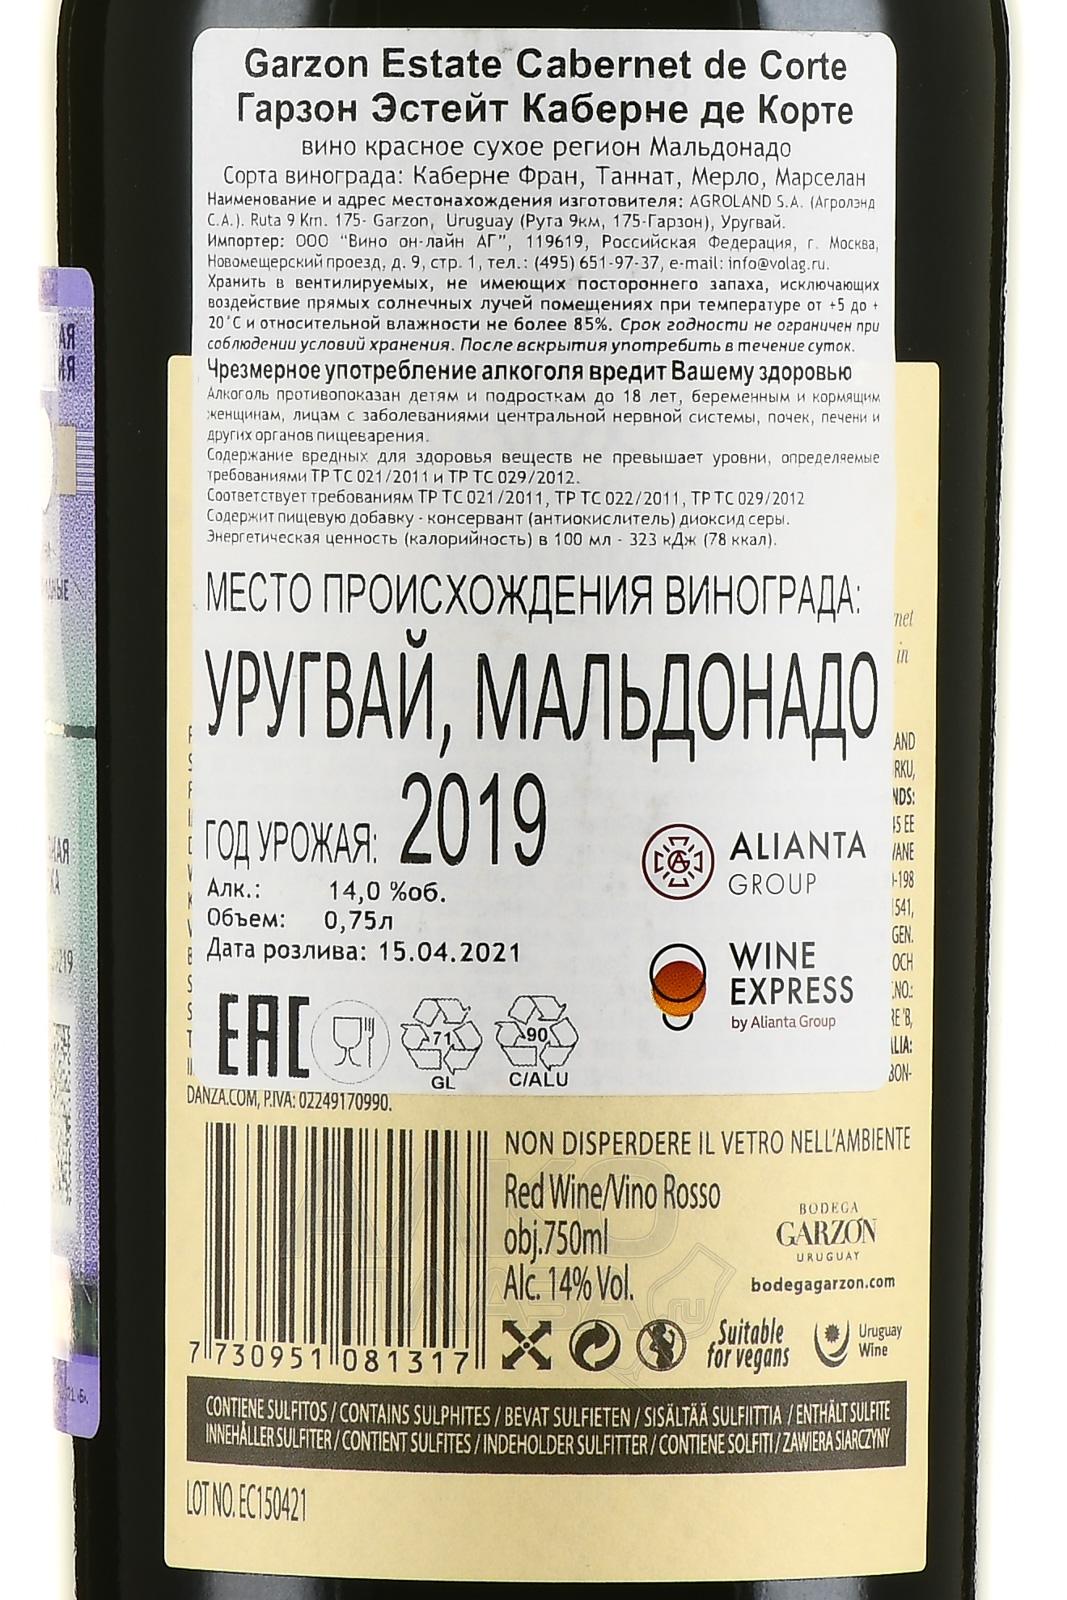 Garzon Estate Cabernet de Corte
Гарзон Эстейт Каберне де Корте
вино красное сухое регион Мальдонадо
Сорта винограда: Каберне Фран, Таннат, Мерло, Марселан
Наименование и адрес местонахождения изготовителя: AGROLAND S.A. (Агролэнд
С.А.). Ruta 9 Km. 175- Garzon, Uruguay (Рута 9км, 175-Гарзон), Уругвай.
Импортер: ООО "Вино он-лайн АГ", 119619, Российская Федерация, г. Москва,
Новомещерский проезд, д. 9, стр. 1, тел.: (495) 651-97-37, e-mail: info@volag.ru.
Хранить в вентилируемых, не имеющих постороннего запаха, исключающих
воздействие прямых солнечных лучей помещениях при температуре от +5 до +
20˚С и относительной влажности не более 85%. Срок годности не ограничен при
соблюдении условий хранения. После вскрытия употребить в течение суток.
Чрезмерное употребление алкоголя вредит Вашему здоровью
Алкоголь противопоказан детям и подросткам до 18 лет, беременным и кормящим
женщинам, лицам с заболеваниями центральной нервной системы, почек, печени и
других органов пищеварения.
Содержание вредных для здоровья веществ не превышает уровни, определяемые
требованиями ТР ТС 021/2011 и ТР ТС 029/2012.
Соответствует требованиям ТР ТС 021/2011, ТР ТС 022/2011, ТР ТС 029/2012
Содержит пищевую добавку - консервант (антиокислитель) диоксид серы.
Энергетическая ценность (калорийность) в 100 мл - 323 кДж (78 ккал).
МЕСТО ПРОИСХОЖДЕНИЯ ВИНОГРАДА:
УРУГВАЙ, МАЛЬДОНАДО
ГОД УРОЖАЯ: 2019
Алк.: 14,0 %об.
Объем: 0,75л
Дата розлива: 15.04.2021
ALIANTA
GROUP
WINE
EXPRESS
by Alianta Group
EAC
71
GL
90
C/ALU
DANZA.COM, P.IVA: 02249170990.
NON DISPERDERE IL VETRO NELL'AMBIENTE
Red Wine/Vino Rosso
obj.750ml
Alc. 14% Vol.
BODEGA
GARZÓN
URUGUAY
bodegagarzon.com
7 730951 081317
Suitable
for vegans
Uruguay
Wine
CONTIENE SULFITOS / CONTAINS SULPHITES / BEVAT SULFIETEN / SISÄLTÄÄ SULFIITTIA / ENTHÄLT SULFITE
INNEHÅLLER SULFITER / CONTIENT SULFITES / INDEHOLDER SULFITTER / CONTIENE SOLFITI / ZAWIERA SIARCZYNY
LOT NO. EC150421